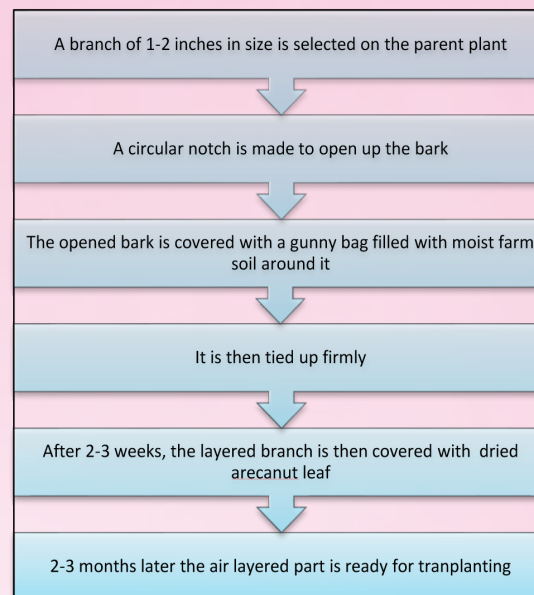 A branch of 1-2 inches in size is selected on the parent plant
A circular notch is made to open up the bark
The opened bark is covered with a gunny bag filled with moist farm
soil around it
It is then tied up firmly
After 2-3 weeks, the layered branch is then covered with dried
arecanut leaf
2-3 months later the air layered part is ready for tranplanting